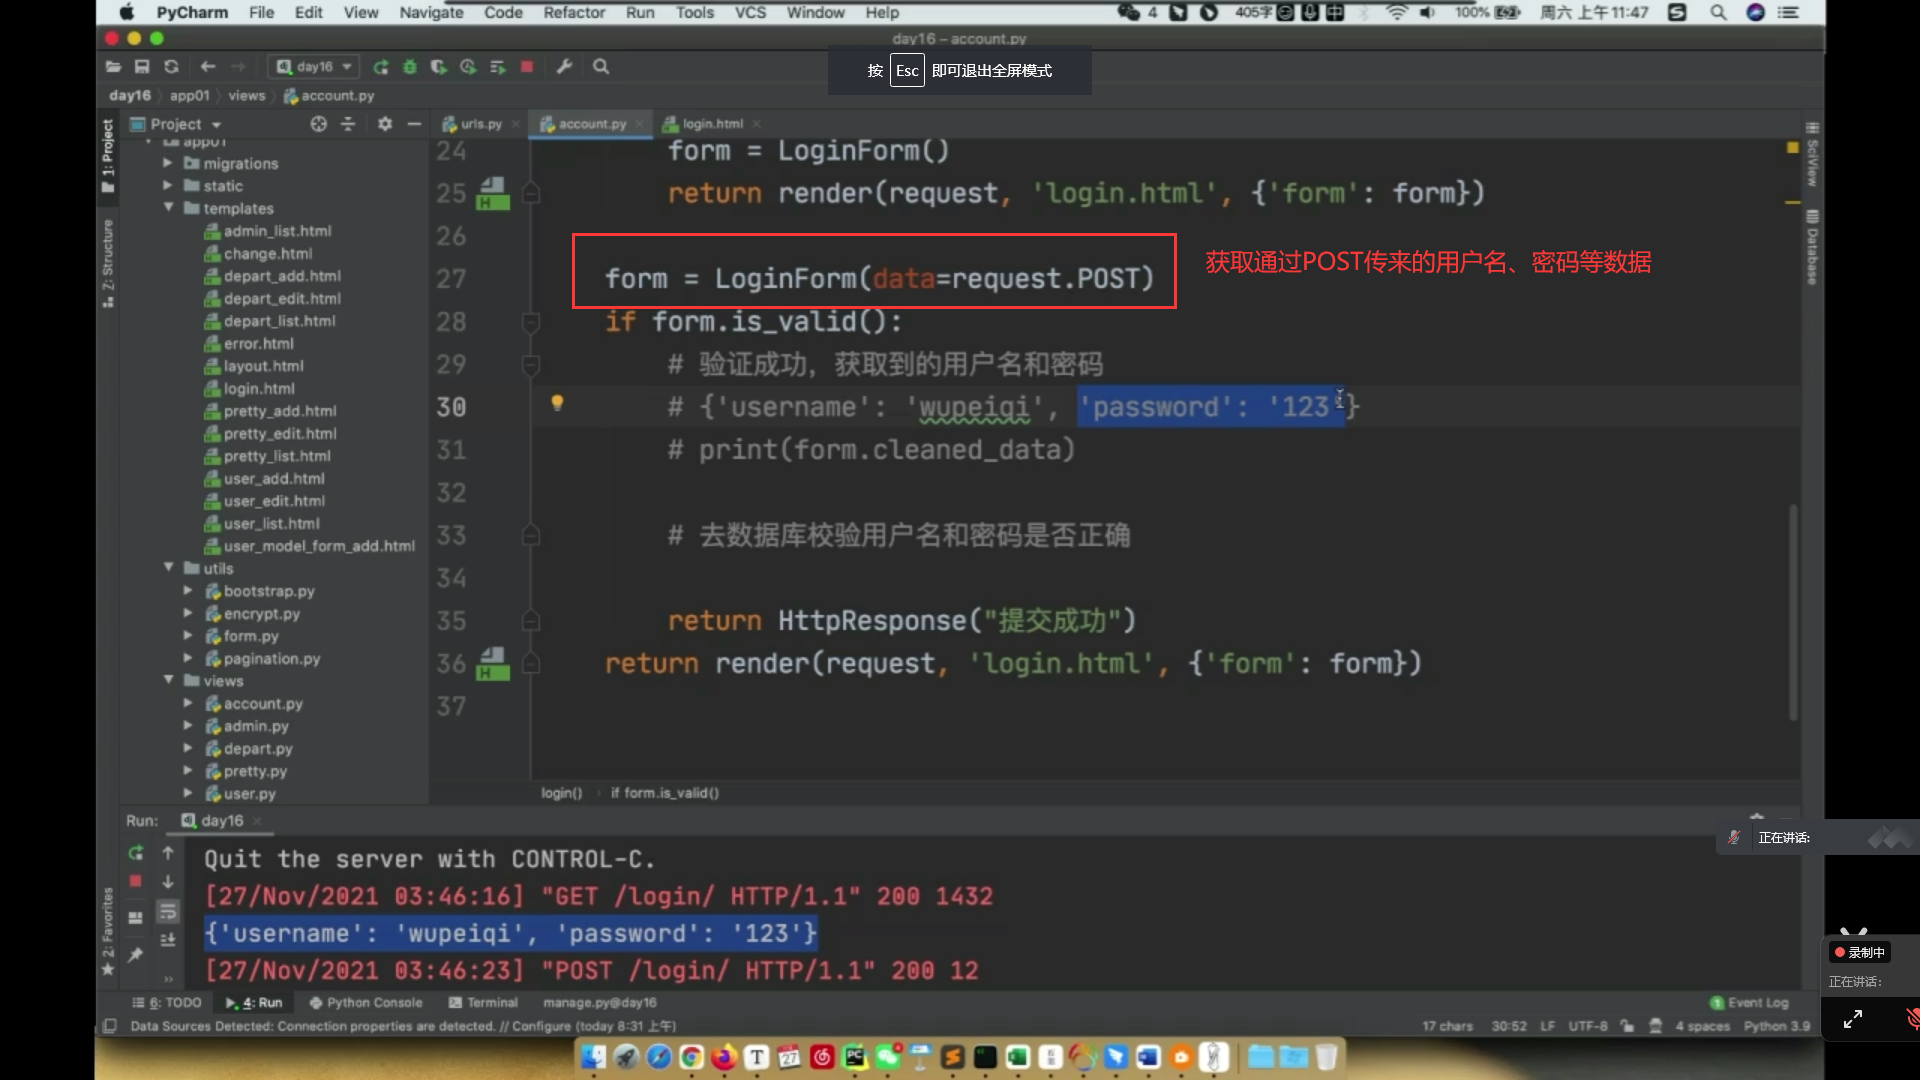 PyCharm File Edit View Navigate Code Refactor Run Tools VCS Window Help 4 405字 中 100% 周六 上午11:47
day16 – account.py
day16
按 Esc 即可退出全屏模式
day16 app01 views account.py
Project
urls.py account.py login.html
1: Project
Z: Structure
2: Favorites
SciView
Database
app01
migrations
static
templates
admin_list.html
change.html
depart_add.html
depart_edit.html
depart_list.html
error.html
layout.html
login.html
pretty_add.html
pretty_edit.html
pretty_list.html
user_add.html
user_edit.html
user_list.html
user_model_form_add.html
utils
bootstrap.py
encrypt.py
form.py
pagination.py
views
account.py
admin.py
depart.py
pretty.py
user.py
24 form = LoginForm()
25 return render(request, 'login.html', {'form': form})
26
27 form = LoginForm(data=request.POST)
获取通过POST传来的用户名、密码等数据
28 if form.is_valid():
29 # 验证成功，获取到的用户名和密码
30 # {'username': 'wupeiqi', 'password': '123'}
31 # print(form.cleaned_data)
32
33 # 去数据库校验用户名和密码是否正确
34
35 return HttpResponse("提交成功")
36 return render(request, 'login.html', {'form': form})
37
login() if form.is_valid()
Run: day16
Quit the server with CONTROL-C.
[27/Nov/2021 03:46:16] "GET /login/ HTTP/1.1" 200 1432
{'username': 'wupeiqi', 'password': '123'}
[27/Nov/2021 03:46:23] "POST /login/ HTTP/1.1" 200 12
正在讲话:
录制中
正在讲话:
6: TODO 4: Run Python Console Terminal manage.py@day16 1 Event Log
Data Sources Detected: Connection properties are detected. // Configure (today 8:31 上午) 17 chars 30:52 LF UTF-8 4 spaces Python 3.9